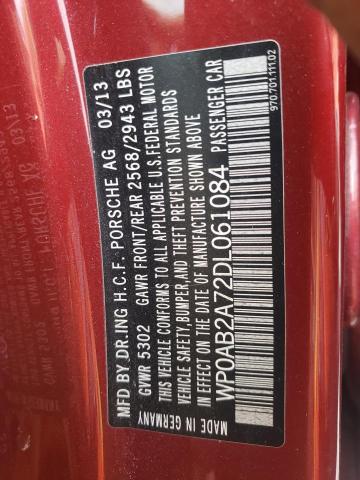 MFD BY DR.ING H.C.F. PORSCHE AG 03/13
GVWR 5302 GAWR FRONT/REAR 2568/2943 LBS
THIS VEHICLE CONFORMS TO ALL APPLICABLE U.S.FEDERAL MOTOR
VEHICLE SAFETY,BUMPER,AND THEFT PREVENTION STANDARDS
IN EFFECT ON THE DATE OF MANUFACTURE SHOWN ABOVE
WP0AB2A72DL061084 PASSENGER CAR
MADE IN GERMANY
970.701.111.02
03/13